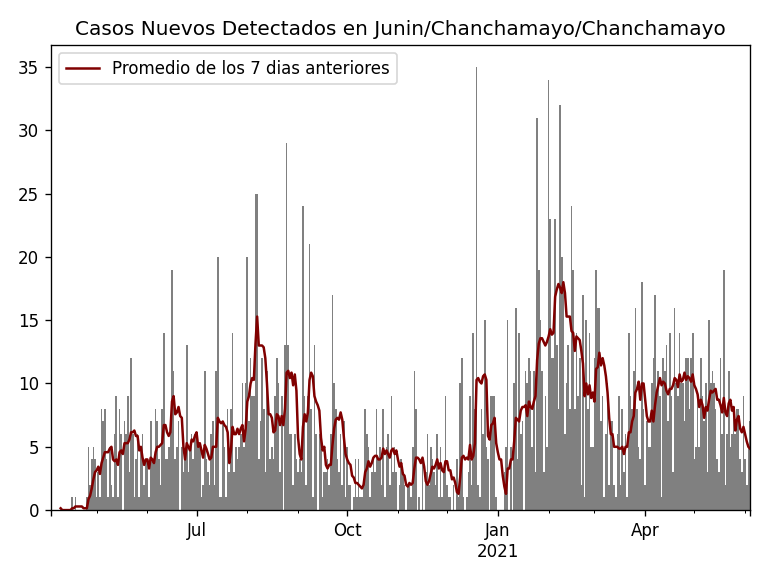 Casos Nuevos Detectados en Junin/Chanchamayo/Chanchamayo
Promedio de los 7 dias anteriores
35
30
25
20
15
10
5
0
Jul
Oct
Jan
2021
Apr